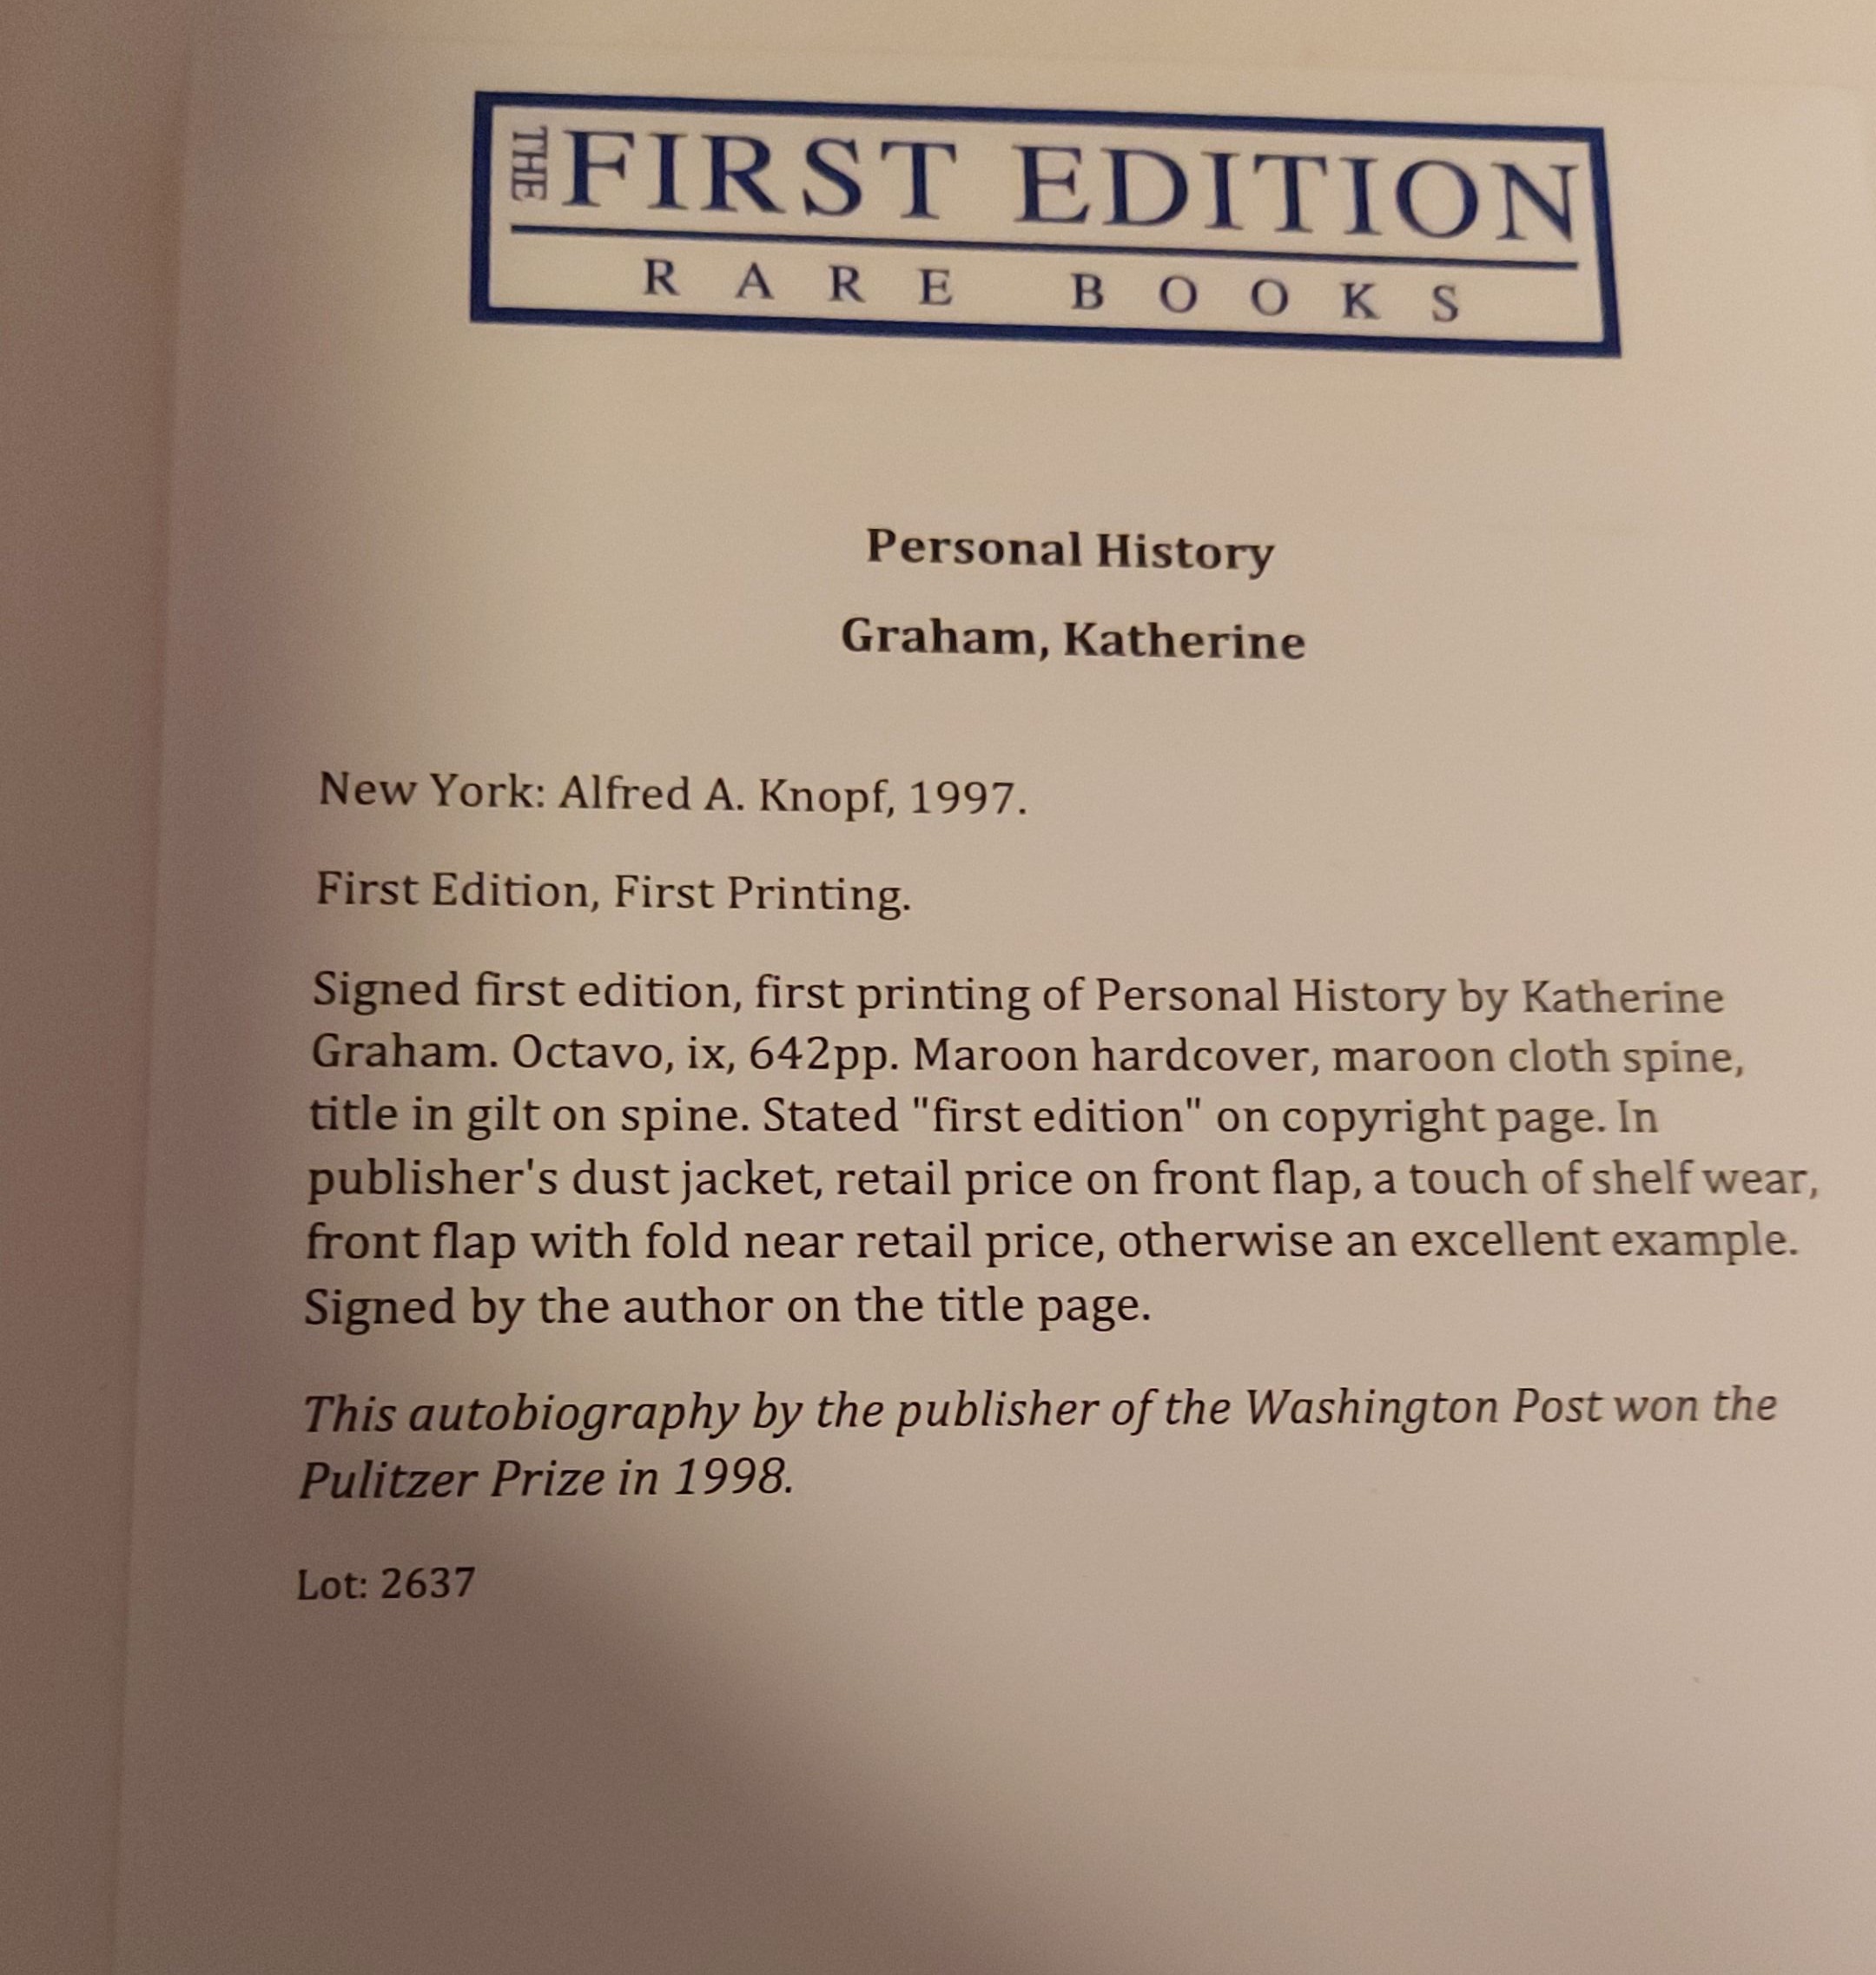 THE FIRST EDITION
RARE BOOKS
Personal History
Graham, Katherine
New York: Alfred A. Knopf, 1997.
First Edition, First Printing.
Signed first edition, first printing of Personal History by Katherine
Graham. Octavo, ix, 642pp. Maroon hardcover, maroon cloth spine,
title in gilt on spine. Stated "first edition" on copyright page. In
publisher's dust jacket, retail price on front flap, a touch of shelf wear,
front flap with fold near retail price, otherwise an excellent example.
Signed by the author on the title page.
This autobiography by the publisher of the Washington Post won the
Pulitzer Prize in 1998.
Lot: 2637